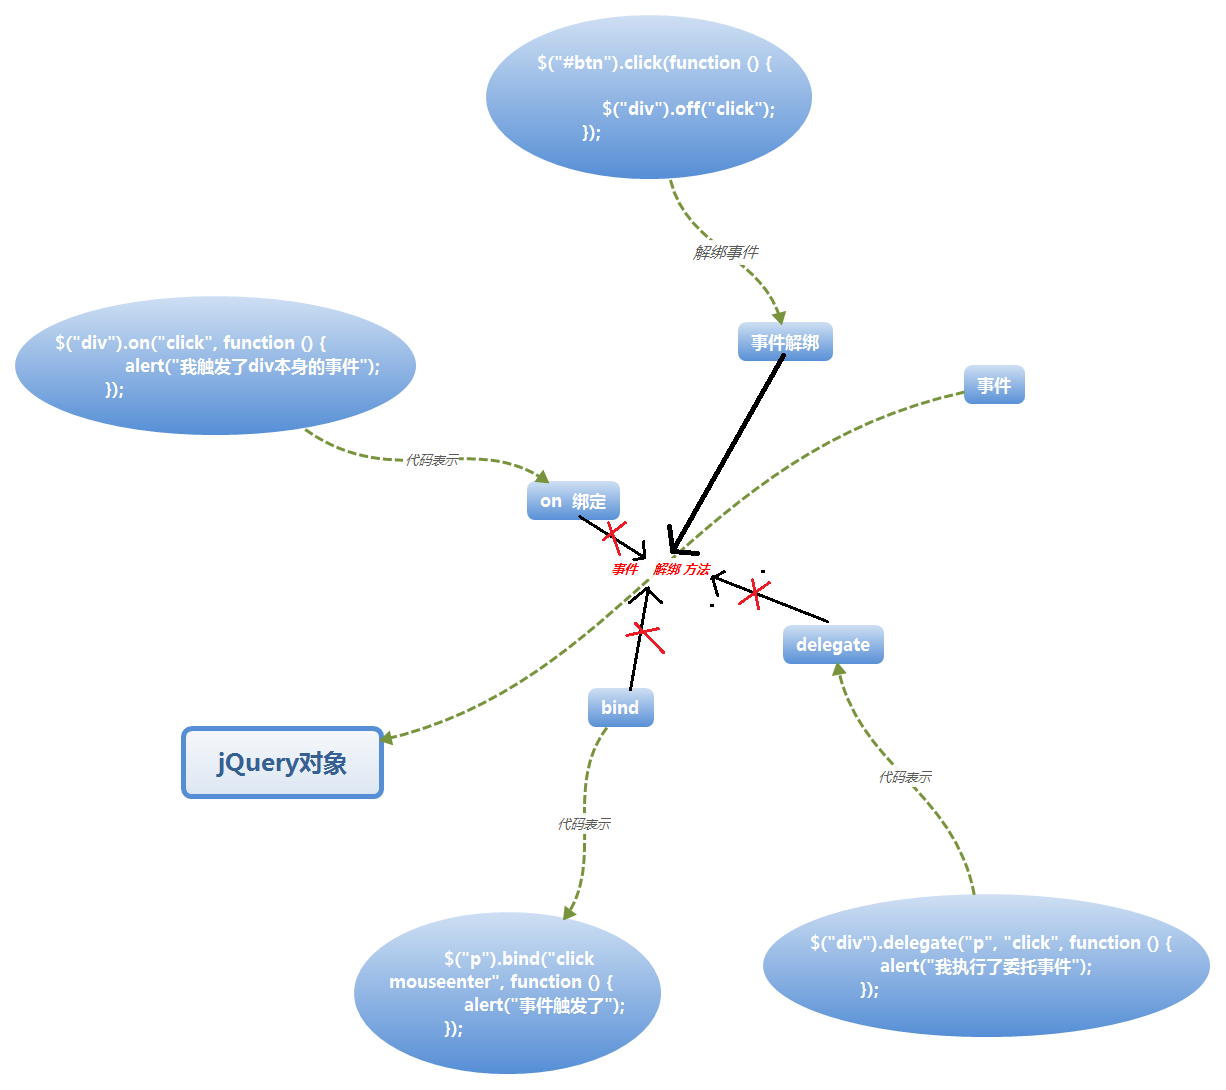 $("#btn").click(function () {
$("div").off("click");
});
解绑事件
事件解绑
事件
$("div").on("click", function () {
alert("我触发了div本身的事件");
});
代码表示
on 绑定
事件 解绑 方法
delegate
bind
jQuery对象
代码表示
代码表示
$("p").bind("click
mouseenter", function () {
alert("事件触发了");
});
$("div").delegate("p", "click", function () {
alert("我执行了委托事件");
});